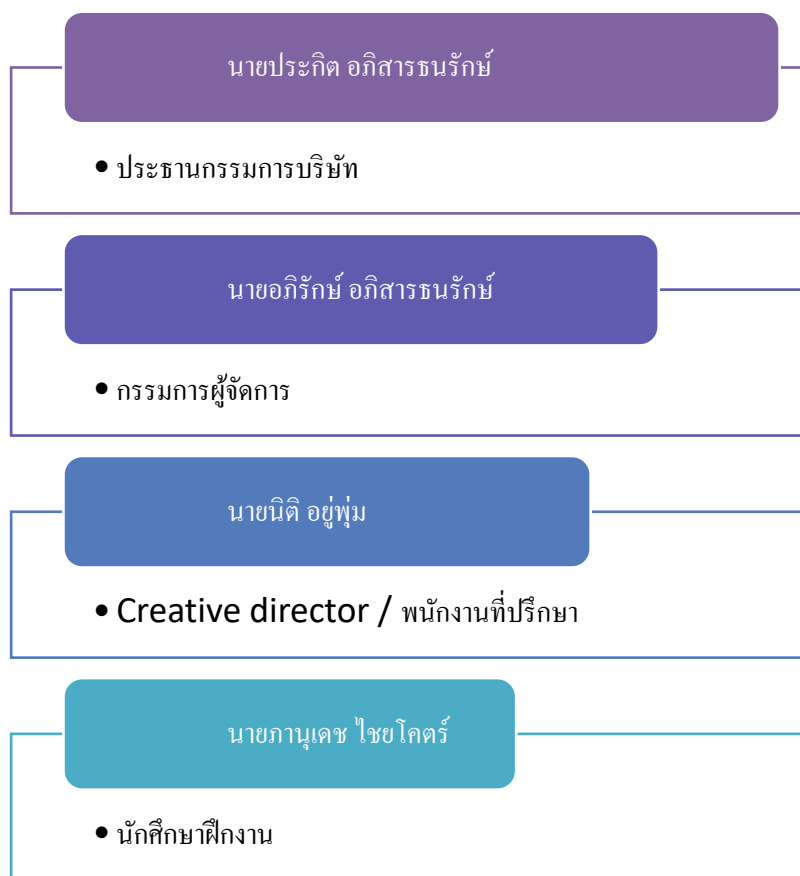 นายประกิต อภิสารธนรักษ์
• ประธานกรรมการบริษัท
นายอภิรักษ์ อภิสารธนรักษ์
• กรรมการผู้จัดการ
นายนิติ อยู่พุ่ม
• Creative director / พนักงานที่ปรึกษา
นายภานุเดช ไชยโคตร์
• นักศึกษาฝึกงาน